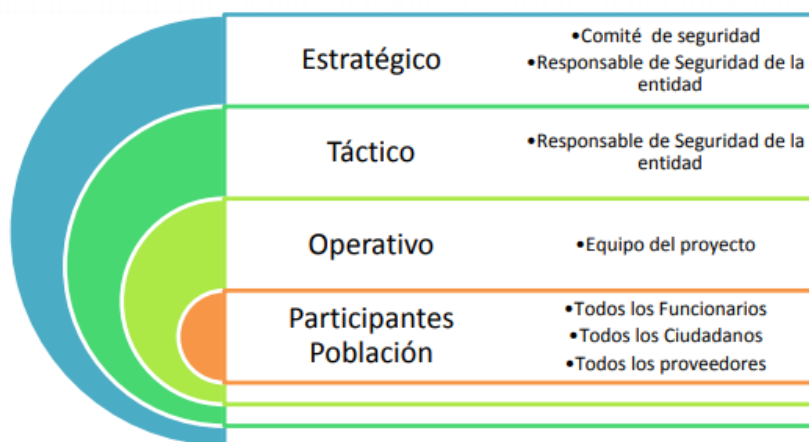 Estratégico
•Comité de seguridad
•Responsable de Seguridad de la
entidad
Táctico
•Responsable de Seguridad de la
entidad
Operativo
•Equipo del proyecto
Participantes
Población
•Todos los Funcionarios
•Todos los Ciudadanos
•Todos los proveedores